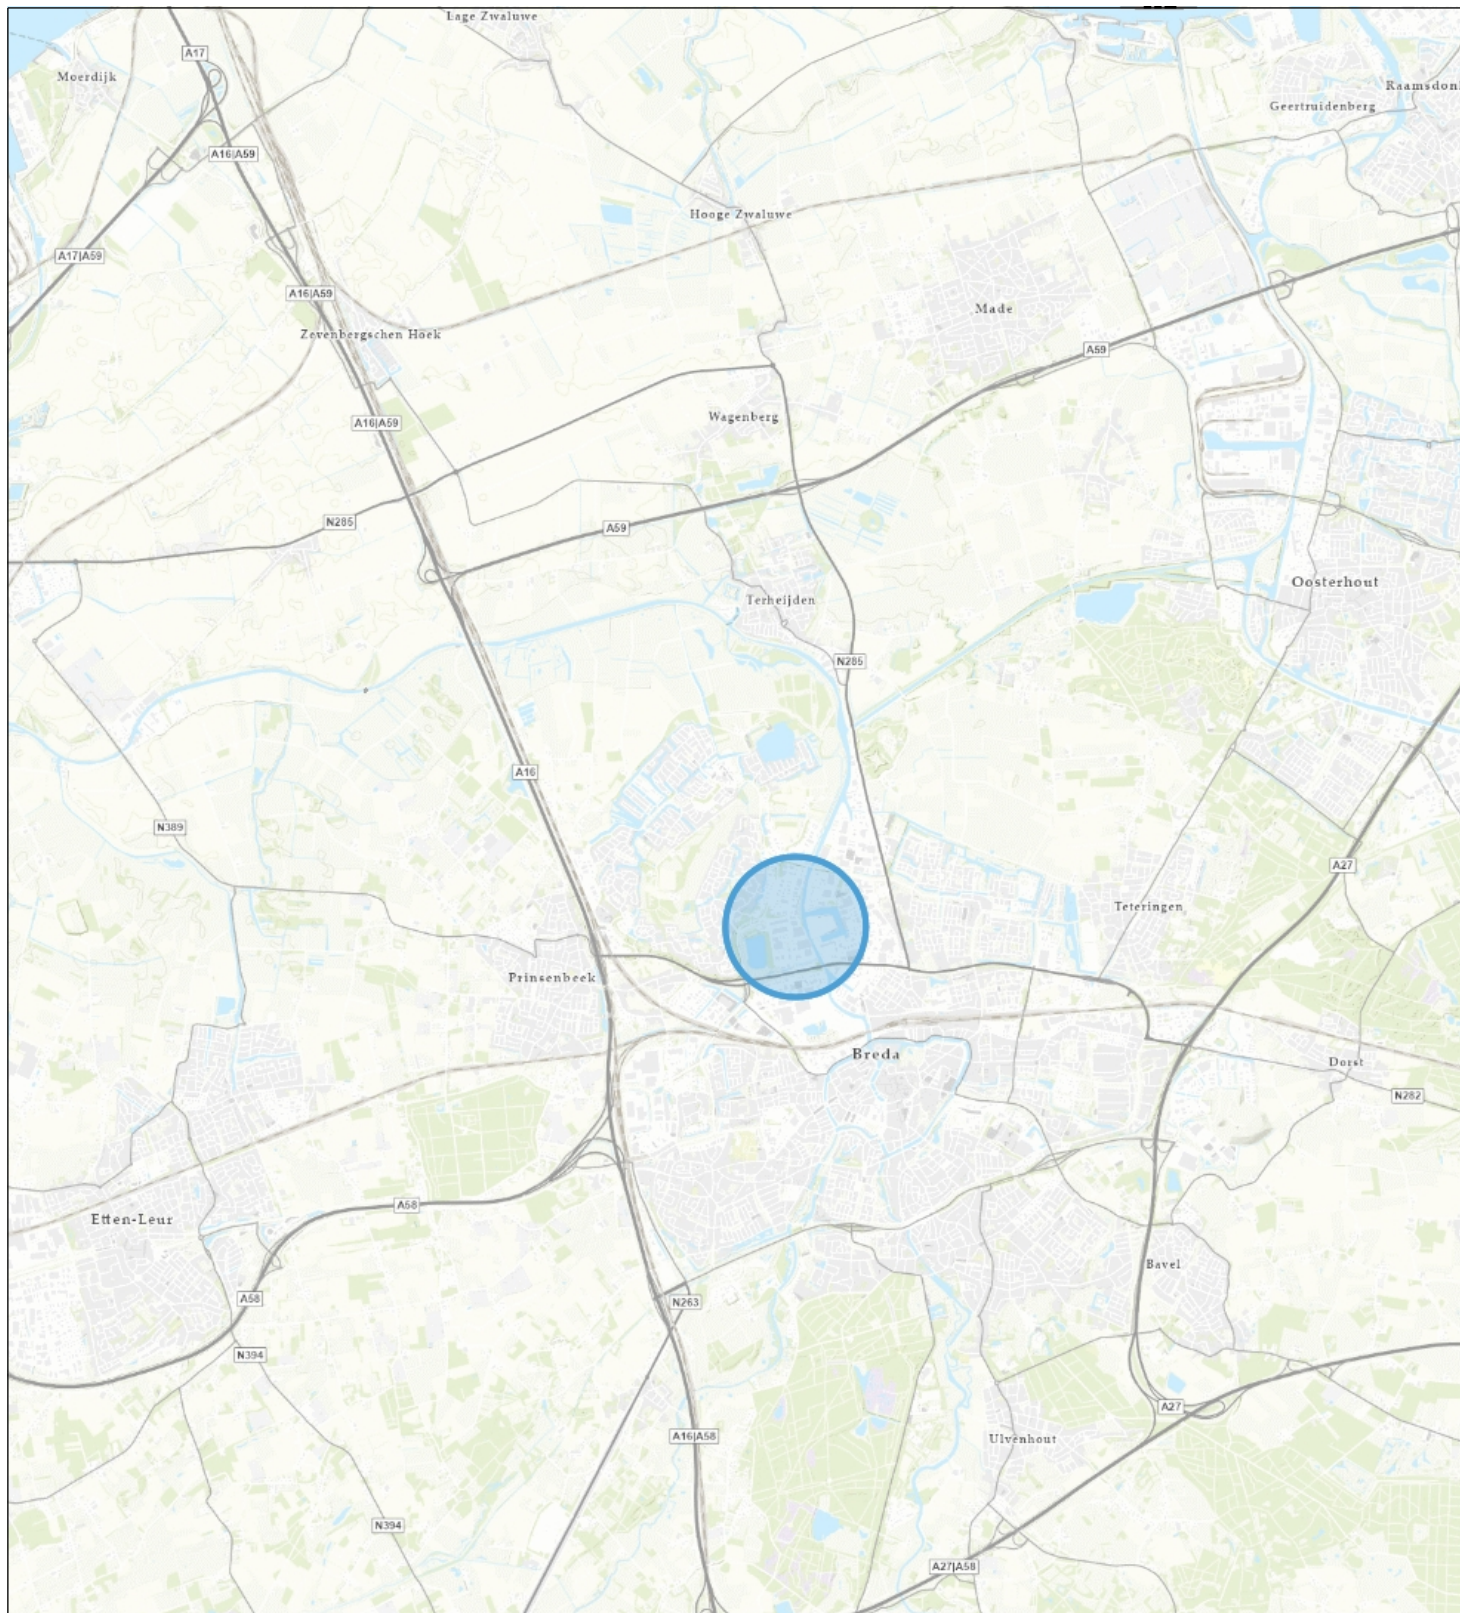 Lage Zwaluwe
A17
Moerdijk
Raamsdon
Geertruidenberg
A16|A59
Hooge Zwaluwe
A17|A59
A16|A59
Made
Zevenbergschen Hoek
A59
Wagenberg
A16|A59
N285
A59
Oosterhout
Terheijden
N285
A16
N389
A27
Teteringen
Prinsenbeek
Breda
Dorst
N282
A58
Etten-Leur
Bavel
A58
N263
N394
A27
A16|A58
Ulvenhout
N394
A27|A58